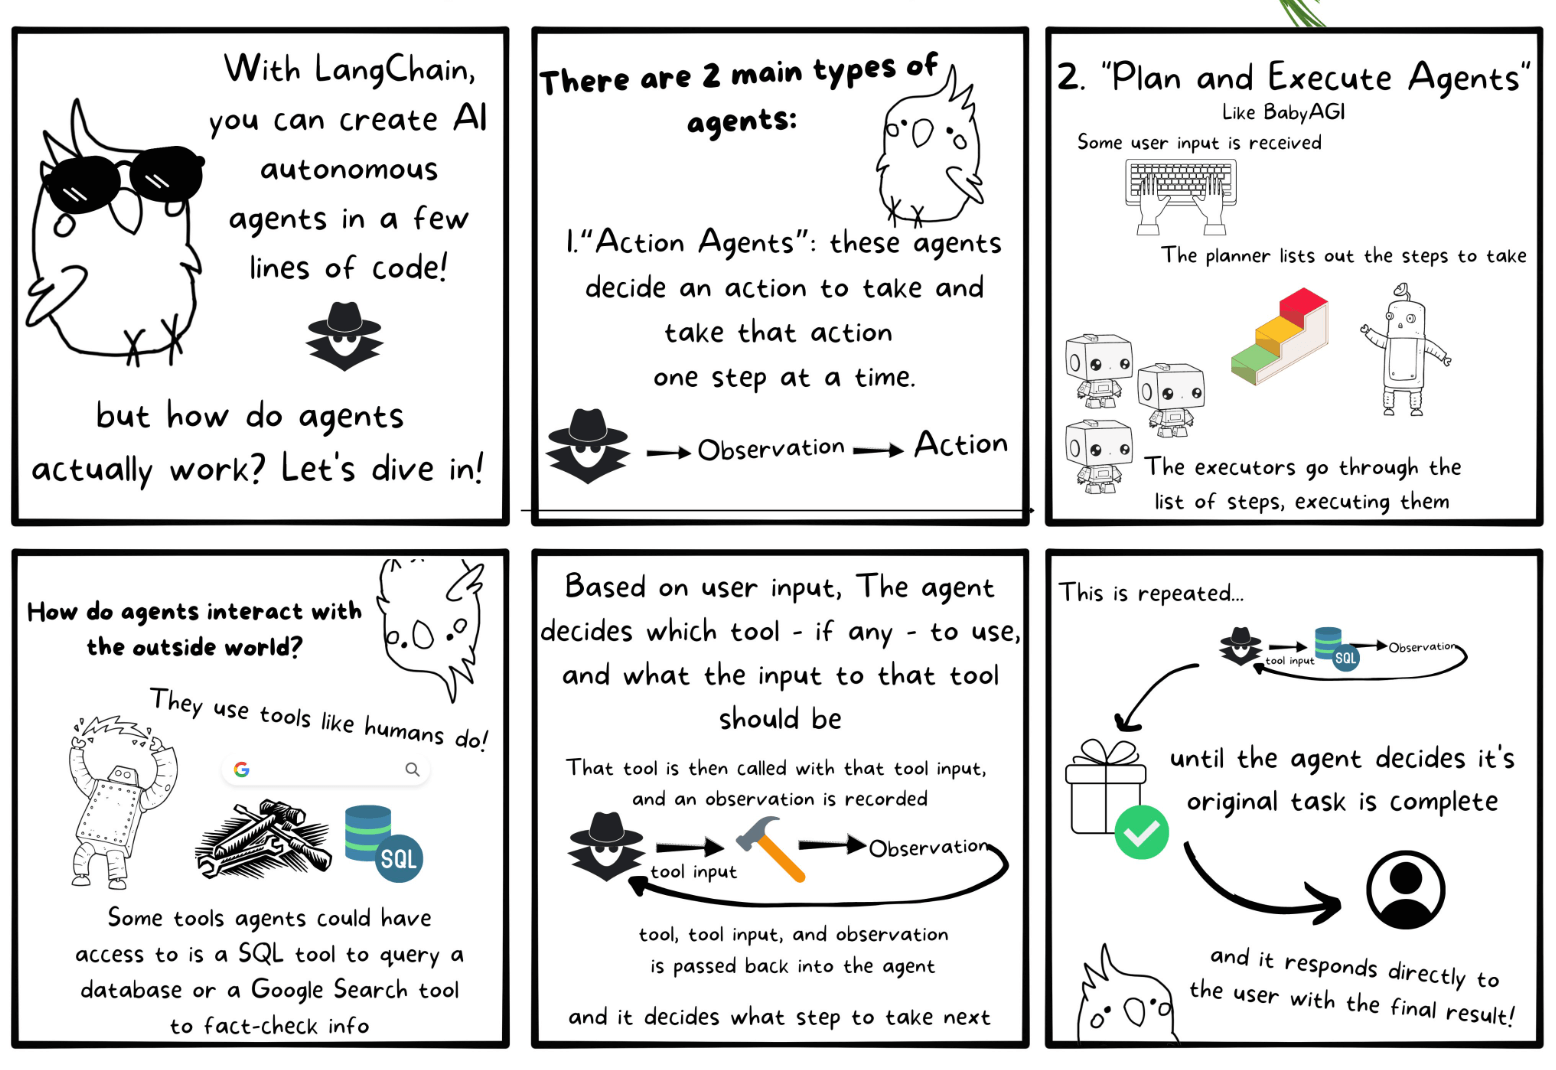 With LangChain,
you can create AI
autonomous
agents in a few
lines of code!
but how do agents
actually work? Let's dive in!
There are 2 main types of
agents:
1."Action Agents": these agents
decide an action to take and
take that action
one step at a time.
Observation
Action
2. "Plan and Execute Agents"
Like BabyAGI
Some user input is received
The planner lists out the steps to take
The executors go through the
list of steps, executing them
How do agents interact with
the outside world?
They use tools like humans do!
G
SQL
Some tools agents could have
access to is a SQL tool to query a
database or a Google Search tool
to fact-check info
Based on user input, The agent
decides which tool - if any - to use,
and what the input to that tool
should be
That tool is then called with that tool input,
and an observation is recorded
tool input
Observation
tool, tool input, and observation
is passed back into the agent
and it decides what step to take next
This is repeated...
tool input
SQL
Observation
until the agent decides it's
original task is complete
and it responds directly to
the user with the final result!